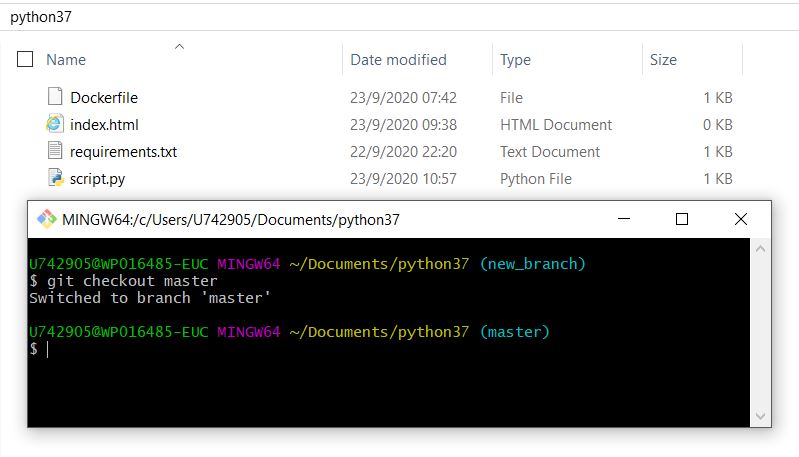 python37
Name Date modified Type Size
Dockerfile 23/9/2020 07:42 File 1 KB
index.html 23/9/2020 09:38 HTML Document 0 KB
requirements.txt 22/9/2020 22:20 Text Document 1 KB
script.py 23/9/2020 10:57 Python File 1 KB
MINGW64:/c/Users/U742905/Documents/python37
U742905@WPO16485-EUC MINGW64 ~/Documents/python37 (new_branch)
$ git checkout master
Switched to branch 'master'
U742905@WPO16485-EUC MINGW64 ~/Documents/python37 (master)
$